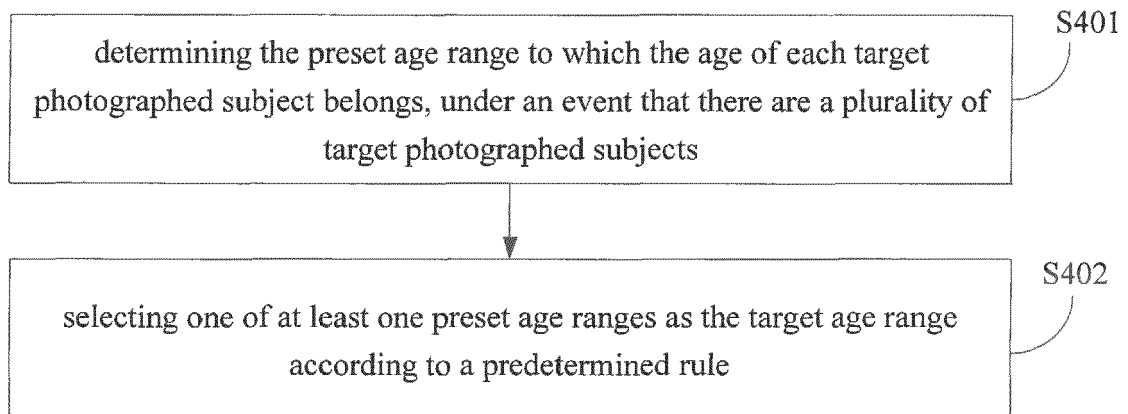 S401
determining the preset age range to which the age of each target
photographed subject belongs, under an event that there are a plurality of
target photographed subjects
S402
selecting one of at least one preset age ranges as the target age range
according to a predetermined rule